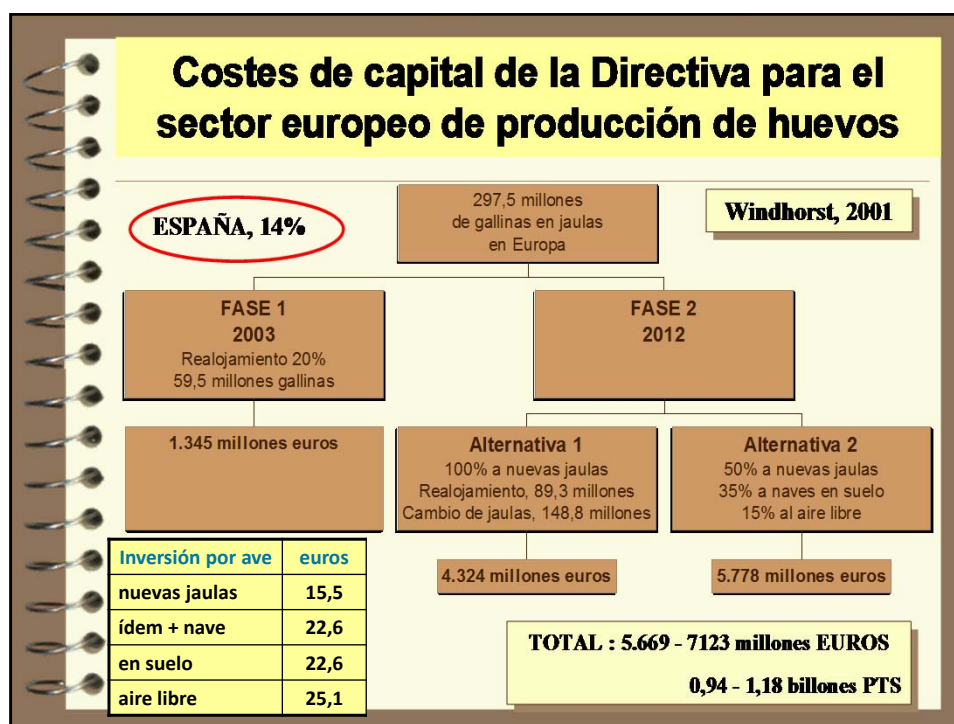 Costes de capital de la Directiva para el
sector europeo de producción de huevos
ESPAÑA, 14%
297,5 millones
de gallinas en jaulas
en Europa
Windhorst, 2001
FASE 1
2003
Realojamiento 20%
59,5 millones gallinas
FASE 2
2012
1.345 millones euros
Alternativa 1
100% a nuevas jaulas
Realojamiento, 89,3 millones
Cambio de jaulas, 148,8 millones
Alternativa 2
50% a nuevas jaulas
35% a naves en suelo
15% al aire libre
4.324 millones euros
5.778 millones euros
Inversión por ave euros
nuevas jaulas 15,5
ídem + nave 22,6
en suelo 22,6
aire libre 25,1
TOTAL : 5.669 - 7123 millones EUROS
0,94 - 1,18 billones PTS